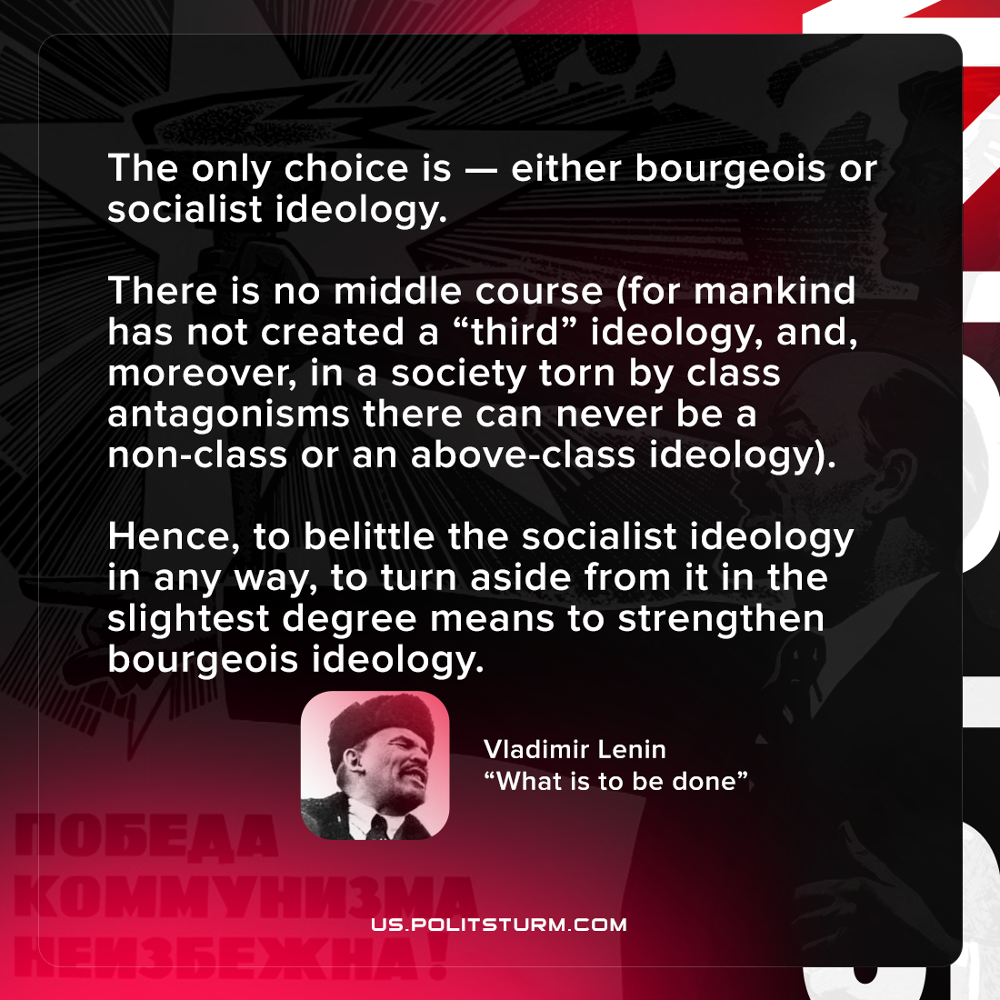 The only choice is — either bourgeois or
socialist ideology.
There is no middle course (for mankind
has not created a “third” ideology, and,
moreover, in a society torn by class
antagonisms there can never be a
non-class or an above-class ideology).
Hence, to belittle the socialist ideology
in any way, to turn aside from it in the
slightest degree means to strengthen
bourgeois ideology.
Vladimir Lenin
“What is to be done”
ПОБЕДА
КОММУНИЗМА
НЕИЗБЕЖНА!
US.POLITSTURM.COM